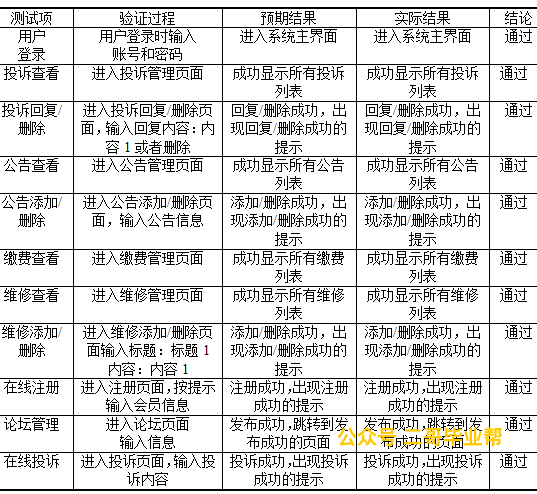 测试项 验证过程 预期结果 实际结果 结论
用户 用户登录时输入 进入系统主界面 进入系统主界面 通过
登录 账号和密码
投诉查看 进入投诉管理页面 成功显示所有投诉 成功显示所有投诉 通过
列表 列表
投诉回复/ 进入投诉回复/删除页 回复/删除成功，出 回复/删除成功，出 通过
删除 面，输入回复内容：内 现回复/删除成功的 现回复/删除成功的
容 1 或者删除 提示 提示
公告查看 进入公告管理页面 成功显示所有公告 成功显示所有公告 通过
列表 列表
公告添加/ 进入公告添加/删除页 添加/删除成功，出 添加/删除成功，出 通过
删除 面，输入公告信息 现添加/删除成功的 现添加/删除成功的
提示 提示
缴费查看 进入缴费管理页面 成功显示所有缴费 成功显示所有缴费 通过
列表 列表
维修查看 进入维修管理页面 成功显示所有维修 成功显示所有维修 通过
列表 列表
维修添加/ 进入维修添加/删除页 添加/删除成功，出 添加/删除成功，出 通过
删除 面输入标题：标题 1 现添加/删除成功的 现添加/删除成功的
内容：内容 1 提示 提示
在线注册 进入注册页面，按提示 注册成功，出现注册 注册成功，出现注册 通过
输入会员信息 成功的提示 成功的提示
论坛管理 进入论坛页面 发布成功，跳转到发 发布成功，跳转到发 通过
输入信息 布成功的页面 布成功的页面
公众号 二哥毕业帮
在线投诉 进入投诉页面，输入投 投诉成功，出现投诉 投诉成功，出现投诉 通过
诉内容 成功的提示 成功的提示